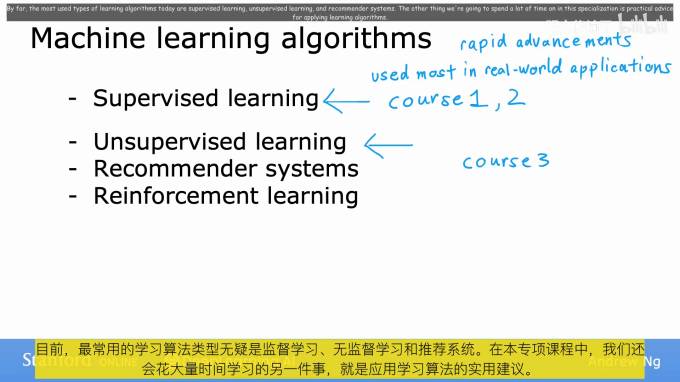 By far, the most used types of learning algorithms today are supervised learning, unsupervised learning, and recommender systems. The other thing we're going to spend a lot of time on in this specialization is practical advice
for applying learning algorithms.
Machine learning algorithms
rapid advancements
used most in real-world applications
- Supervised learning
course 1, 2
- Unsupervised learning
course 3
- Recommender systems
- Reinforcement learning
Stanford ONLINE
Andrew Ng
目前，最常用的学习算法类型无疑是监督学习、无监督学习和推荐系统。在本专项课程中，我们还
会花大量时间学习的另一件事，就是应用学习算法的实用建议。